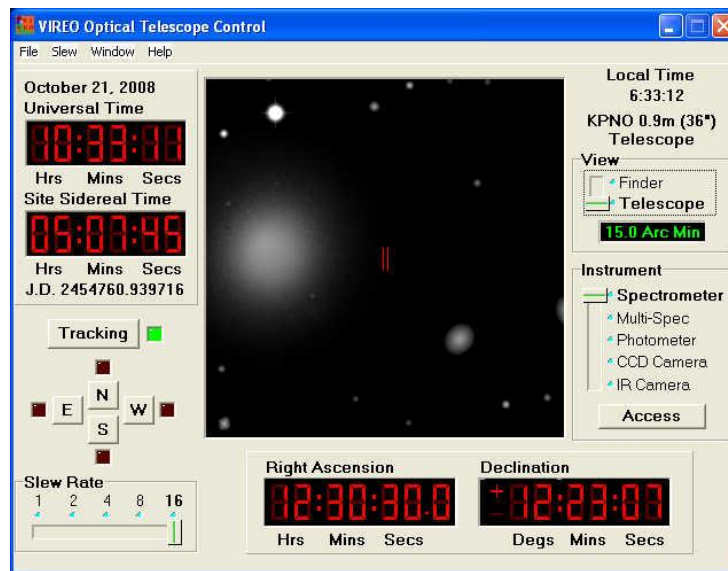 VIREO Optical Telescope Control
File Slew Window Help
October 21, 2008
Universal Time
10:33:11
Hrs Mins Secs
Site Sidereal Time
05:07:45
Hrs Mins Secs
J.D. 2454760.939716
Tracking
N
E W
S
Slew Rate
1 2 4 8 16
Local Time
6:33:12
KPNO 0.9m (36")
Telescope
View
Finder
Telescope
15.0 Arc Min
Instrument
Spectrometer
Multi-Spec
Photometer
CCD Camera
IR Camera
Access
Right Ascension Declination
12:30:30.0 +12:23:07
Hrs Mins Secs Degs Mins Secs